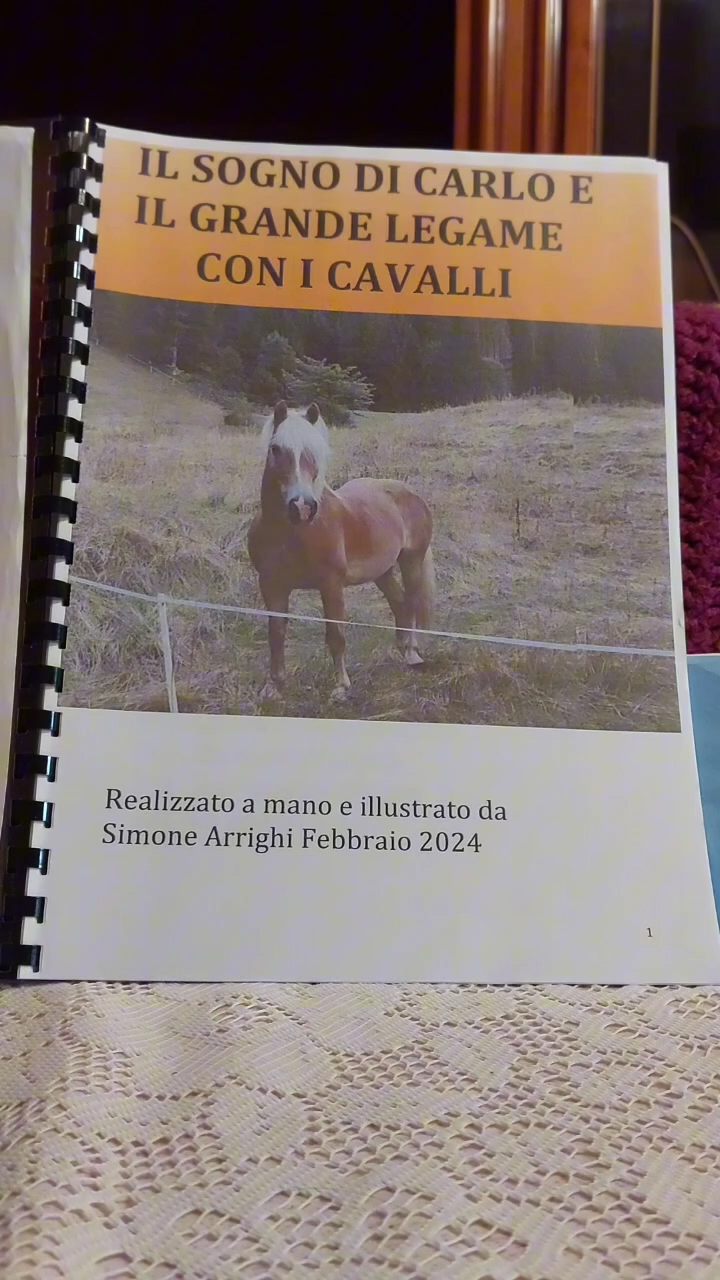 IL SOGNO DI CARLO E
IL GRANDE LEGAME
CON I CAVALLI
Realizzato a mano e illustrato da
Simone Arrighi Febbraio 2024
1